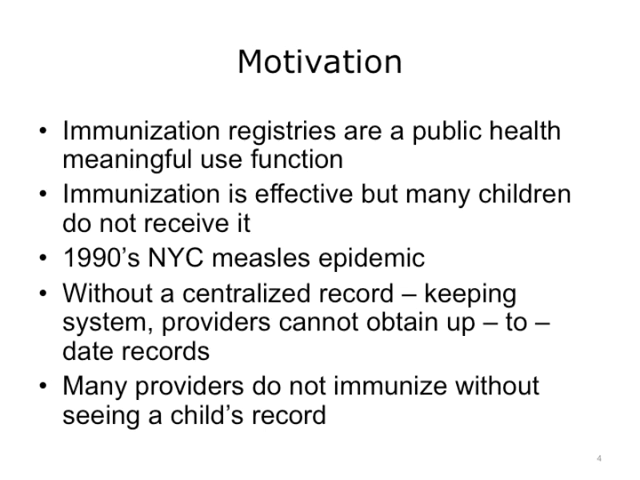 Motivation
• Immunization registries are a public health
meaningful use function
• Immunization is effective but many children
do not receive it
• 1990’s NYC measles epidemic
• Without a centralized record – keeping
system, providers cannot obtain up – to –
date records
• Many providers do not immunize without
seeing a child’s record
4